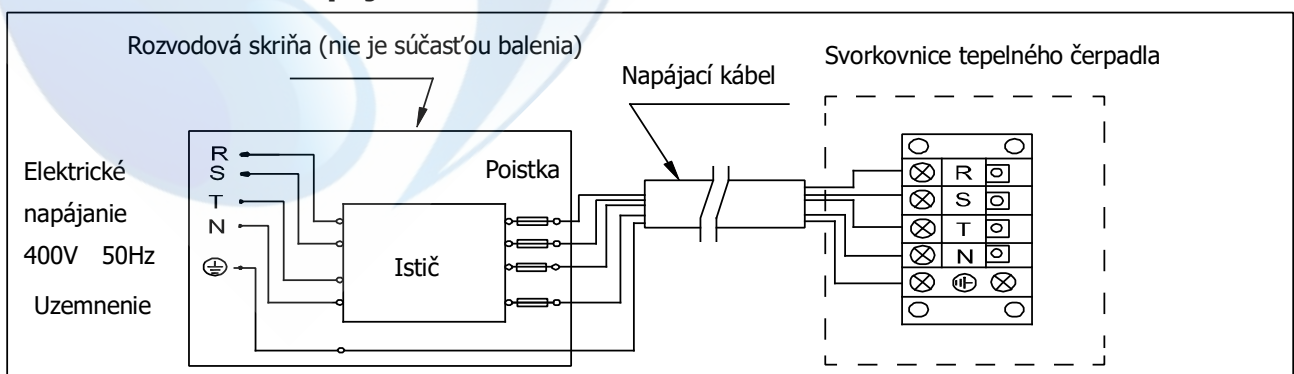 Rozvodová skriňa (nie je súčasťou balenia)
Svorkovnice tepelného čerpadla
Napájací kábel
Elektrické
napájanie
400V 50Hz
Uzemnenie
R
S
T
N
Poistka
Istič
R
S
T
N